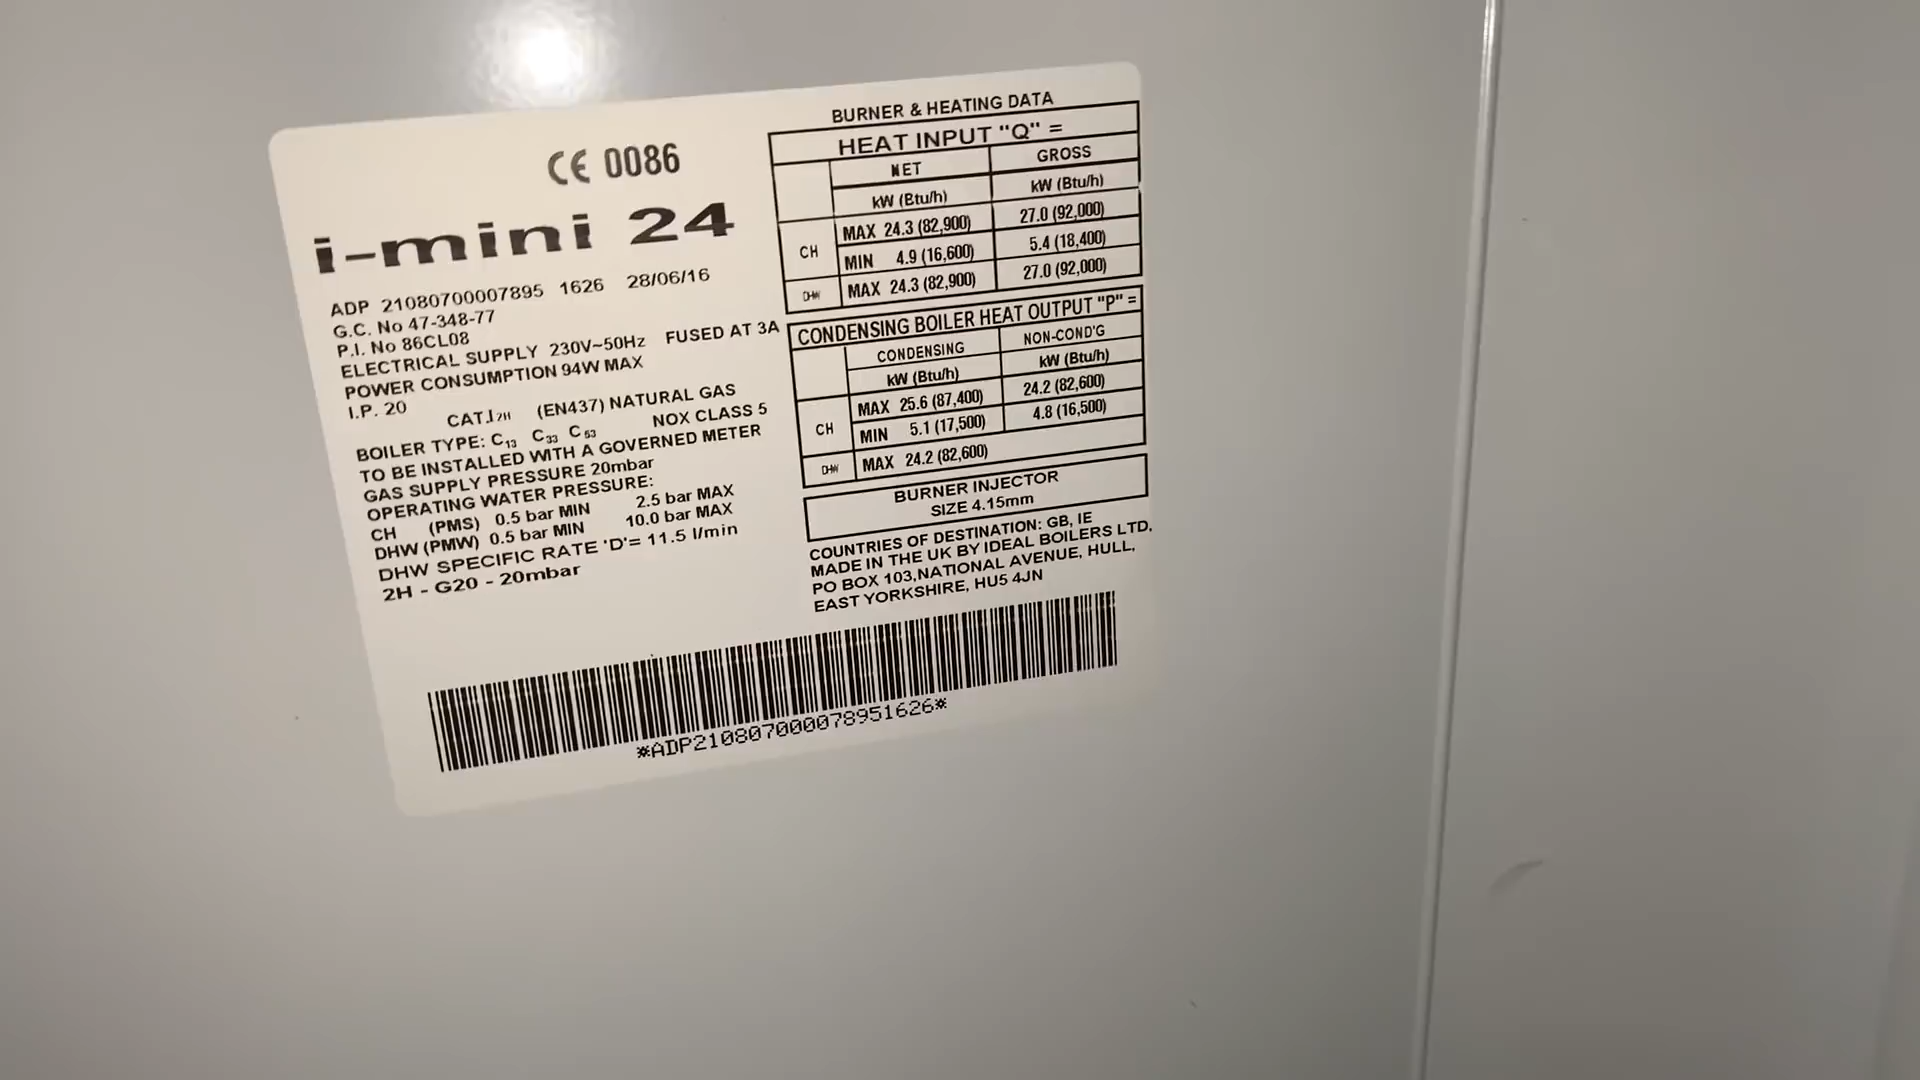 CE 0086
i-mini 24
ADP 21080700007895 1626 28/06/16
G.C. No 47-348-77
P.I. No 86CL08
ELECTRICAL SUPPLY 230V~50Hz FUSED AT 3A
POWER CONSUMPTION 94W MAX
I.P. 20
CAT.I 2H (EN437) NATURAL GAS
BOILER TYPE: C13 C33 C53 NOX CLASS 5
TO BE INSTALLED WITH A GOVERNED METER
GAS SUPPLY PRESSURE 20mbar
OPERATING WATER PRESSURE:
CH (PMS) 0.5 bar MIN 2.5 bar MAX
DHW (PMW) 0.5 bar MIN 10.0 bar MAX
DHW SPECIFIC RATE 'D'= 11.5 l/min
2H - G20 - 20mbar
BURNER & HEATING DATA
HEAT INPUT "Q" =
NET GROSS
kW (Btu/h) kW (Btu/h)
CH MAX 24.3 (82,900) 27.0 (92,000)
MIN 4.9 (16,600) 5.4 (18,400)
DHW MAX 24.3 (82,900) 27.0 (92,000)
CONDENSING BOILER HEAT OUTPUT "P" =
CONDENSING NON-COND'G
kW (Btu/h) kW (Btu/h)
CH MAX 25.6 (87,400) 24.2 (82,600)
MIN 5.1 (17,500) 4.8 (16,500)
DHW MAX 24.2 (82,600)
BURNER INJECTOR
SIZE 4.15mm
COUNTRIES OF DESTINATION: GB, IE
MADE IN THE UK BY IDEAL BOILERS LTD.
PO BOX 103,NATIONAL AVENUE, HULL,
EAST YORKSHIRE, HU5 4JN
*ADP210807000078951626*